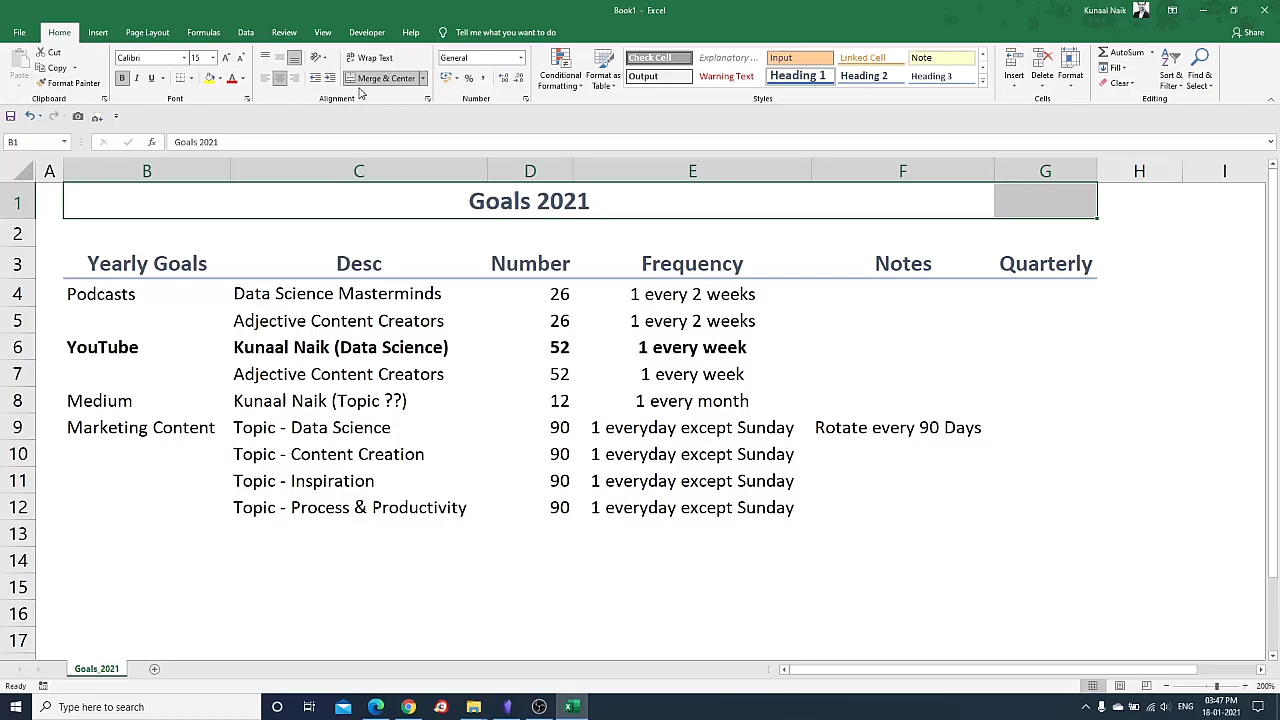 Book1 - Excel
Kunaal Naik
File Home Insert Page Layout Formulas Data Review View Developer Help Tell me what you want to do Share
Cut
Copy
Format Painter
Paste
Clipboard
Calibri 15
B I U
Font
Wrap Text
Merge & Center
Alignment
General
Number
Conditional Formatting
Format as Table
Check Cell Explanatory ... Input Linked Cell Note
Output Warning Text Heading 1 Heading 2 Heading 3
Styles
Insert Delete Format
Cells
AutoSum
Fill
Clear
Sort & Filter
Find & Select
Editing
B1 fx Goals 2021
A B C D E F G H I
1 Goals 2021
2
3 Yearly Goals Desc Number Frequency Notes Quarterly
4 Podcasts Data Science Masterminds 26 1 every 2 weeks
5 Adjective Content Creators 26 1 every 2 weeks
6 YouTube Kunaal Naik (Data Science) 52 1 every week
7 Adjective Content Creators 52 1 every week
8 Medium Kunaal Naik (Topic ??) 12 1 every month
9 Marketing Content Topic - Data Science 90 1 everyday except Sunday Rotate every 90 Days
10 Topic - Content Creation 90 1 everyday except Sunday
11 Topic - Inspiration 90 1 everyday except Sunday
12 Topic - Process & Productivity 90 1 everyday except Sunday
13
14
15
16
17
Goals_2021
Ready 200%
Type here to search
ENG
03:47 PM
18-01-2021